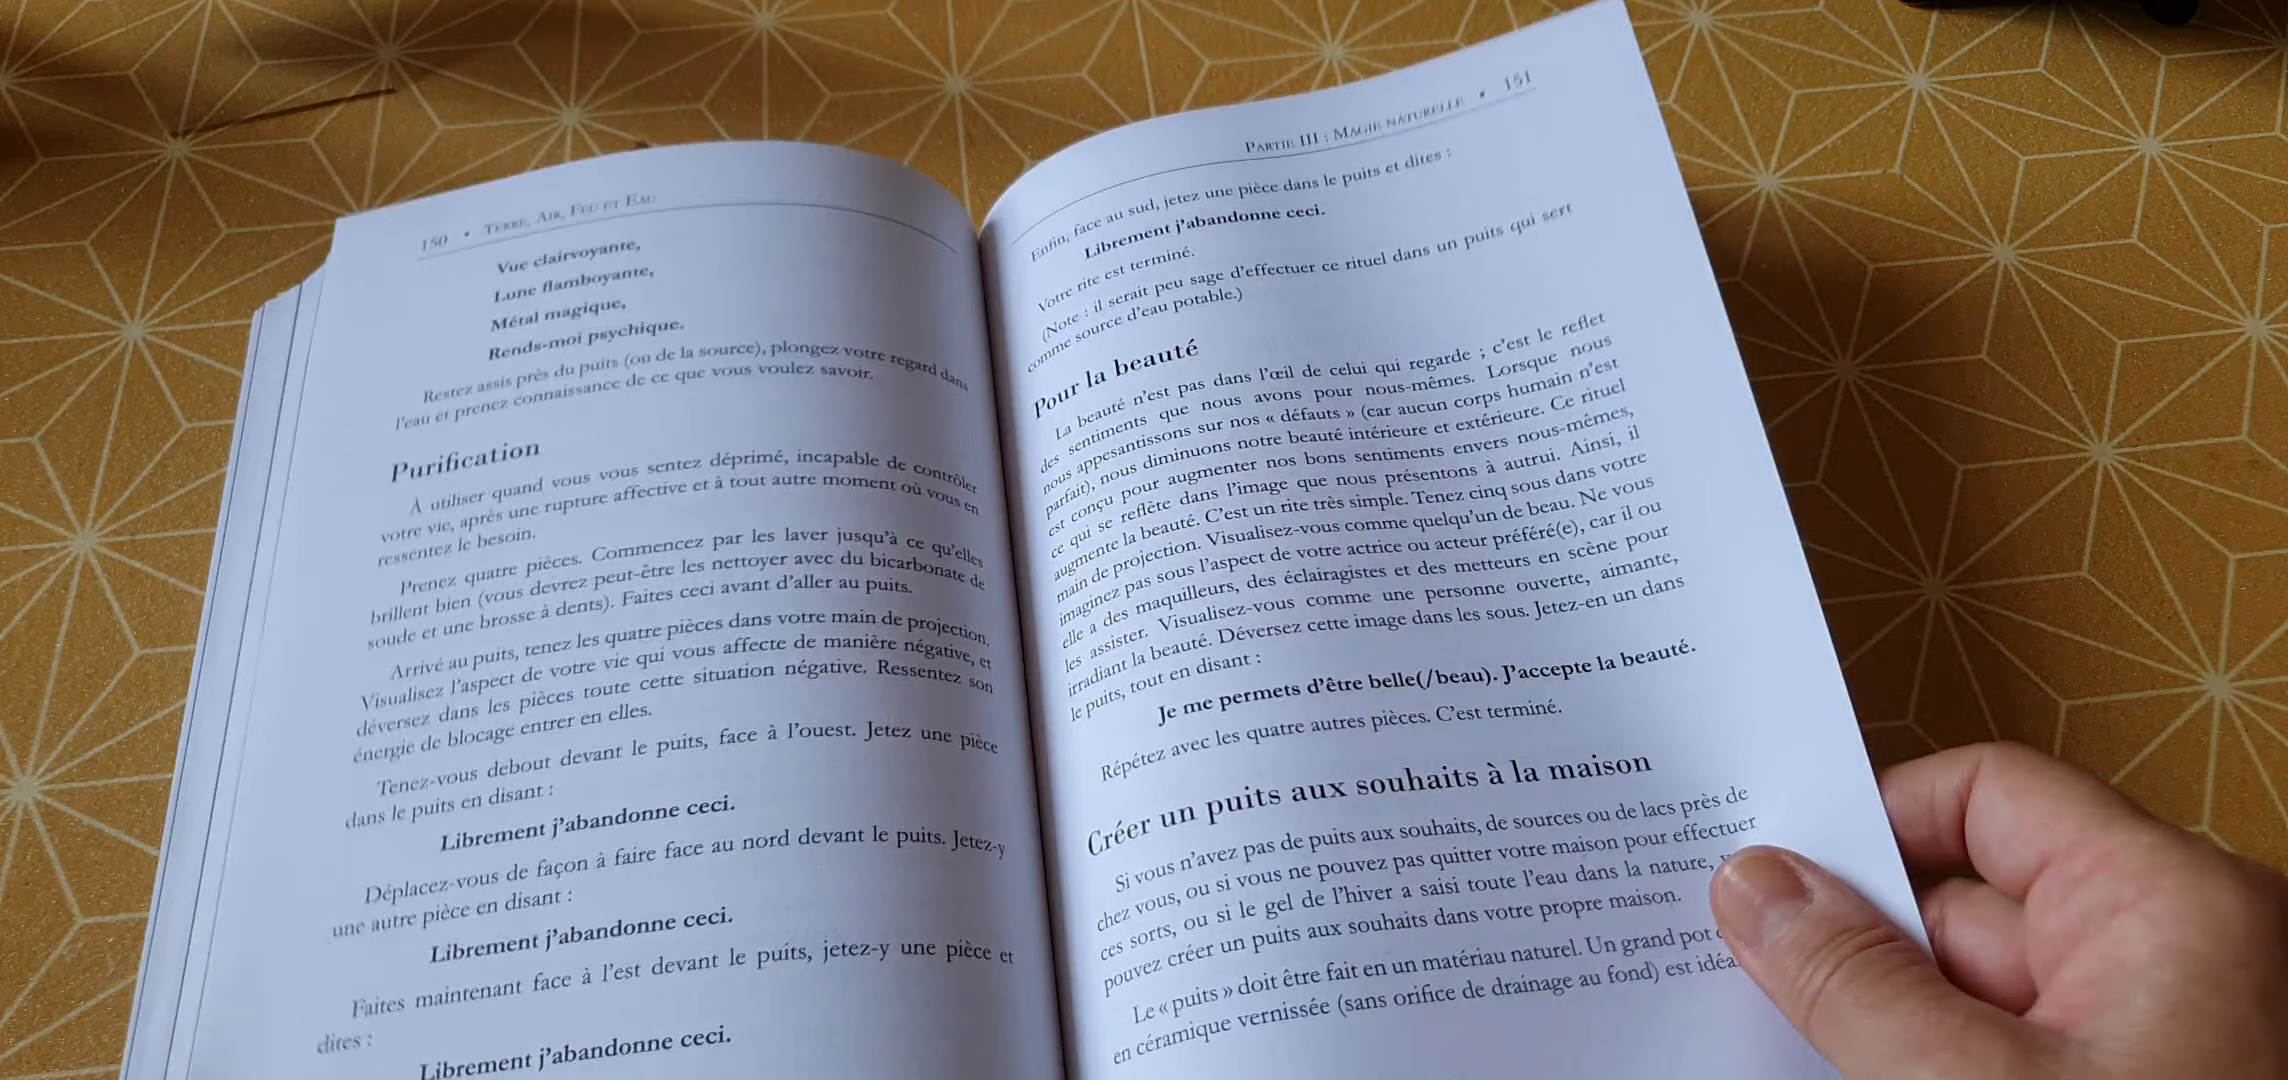 150 • Terre, Air, Feu et Eau
Vue clairvoyante,
Lune flamboyante,
Métal magique,
Rends-moi psychique.
Restez assis près du puits (ou de la source), plongez votre regard dans
l'eau et prenez connaissance de ce que vous voulez savoir.
Purification
À utiliser quand vous vous sentez déprimé, incapable de contrôler
votre vie, après une rupture affective et à tout autre moment où vous en
ressentez le besoin.
Prenez quatre pièces. Commencez par les laver jusqu'à ce qu'elles
brillent bien (vous devrez peut-être les nettoyer avec du bicarbonate de
soude et une brosse à dents). Faites ceci avant d'aller au puits.
Arrivé au puits, tenez les quatre pièces dans votre main de projection.
Visualisez l'aspect de votre vie qui vous affecte de manière négative, et
déversez dans les pièces toute cette situation négative. Ressentez son
énergie de blocage entrer en elles.
Tenez-vous debout devant le puits, face à l'ouest. Jetez une pièce
dans le puits en disant :
Librement j'abandonne ceci.
Déplacez-vous de façon à faire face au nord devant le puits. Jetez-y
une autre pièce en disant :
Librement j'abandonne ceci.
Faites maintenant face à l'est devant le puits, jetez-y une pièce et
dites :
Librement j'abandonne ceci.
Partie III : Magie naturelle • 151
Enfin, face au sud, jetez une pièce dans le puits et dites :
Librement j'abandonne ceci.
Votre rite est terminé.
(Note : il serait peu sage d'effectuer ce rituel dans un puits qui sert
comme source d'eau potable.)
Pour la beauté
La beauté n'est pas dans l'œil de celui qui regarde ; c'est le reflet
des sentiments que nous avons pour nous-mêmes. Lorsque nous
nous appesantissons sur nos « défauts » (car aucun corps humain n'est
parfait), nous diminuons notre beauté intérieure et extérieure. Ce rituel
est conçu pour augmenter nos bons sentiments envers nous-mêmes,
ce qui se reflète dans l'image que nous présentons à autrui. Ainsi, il
augmente la beauté. C'est un rite très simple. Tenez cinq sous dans votre
main de projection. Visualisez-vous comme quelqu'un de beau. Ne vous
imaginez pas sous l'aspect de votre actrice ou acteur préféré(e), car il ou
elle a des maquilleurs, des éclairagistes et des metteurs en scène pour
les assister. Visualisez-vous comme une personne ouverte, aimante,
irradiant la beauté. Déversez cette image dans les sous. Jetez-en un dans
le puits, tout en disant :
Je me permets d'être belle(/beau). J'accepte la beauté.
Répétez avec les quatre autres pièces. C'est terminé.
Créer un puits aux souhaits à la maison
Si vous n'avez pas de puits aux souhaits, de sources ou de lacs près de
chez vous, ou si vous ne pouvez pas quitter votre maison pour effectuer
ces sorts, ou si le gel de l'hiver a saisi toute l'eau dans la nature,
pouvez créer un puits aux souhaits dans votre propre maison.
Le « puits » doit être fait en un matériau naturel. Un grand pot
en céramique vernissée (sans orifice de drainage au fond) est